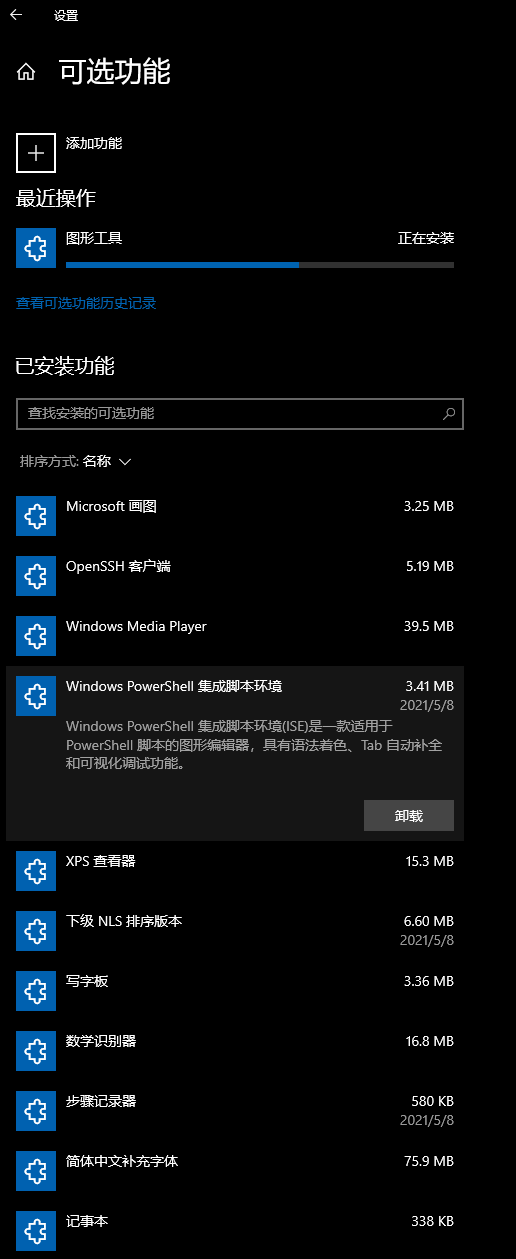 设置
可选功能
添加功能
最近操作
图形工具 正在安装
查看可选功能历史记录
已安装功能
查找安装的可选功能
排序方式: 名称
Microsoft 画图 3.25 MB
OpenSSH 客户端 5.19 MB
Windows Media Player 39.5 MB
Windows PowerShell 集成脚本环境 3.41 MB
2021/5/8
Windows PowerShell 集成脚本环境(ISE)是一款适用于
PowerShell 脚本的图形编辑器，具有语法着色、Tab 自动补全
和可视化调试功能。
卸载
XPS 查看器 15.3 MB
下级 NLS 排序版本 6.60 MB
2021/5/8
写字板 3.36 MB
数学识别器 16.8 MB
步骤记录器 580 KB
2021/5/8
简体中文补充字体 75.9 MB
记事本 338 KB